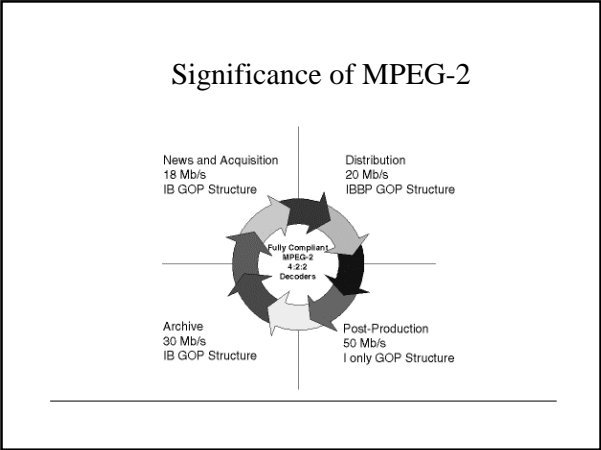 Significance of MPEG-2
News and Acquisition
18 Mb/s
IB GOP Structure
Distribution
20 Mb/s
IBBP GOP Structure
Fully Compliant
MPEG-2
4:2:2
Decoders
Archive
30 Mb/s
IB GOP Structure
Post-Production
50 Mb/s
I only GOP Structure